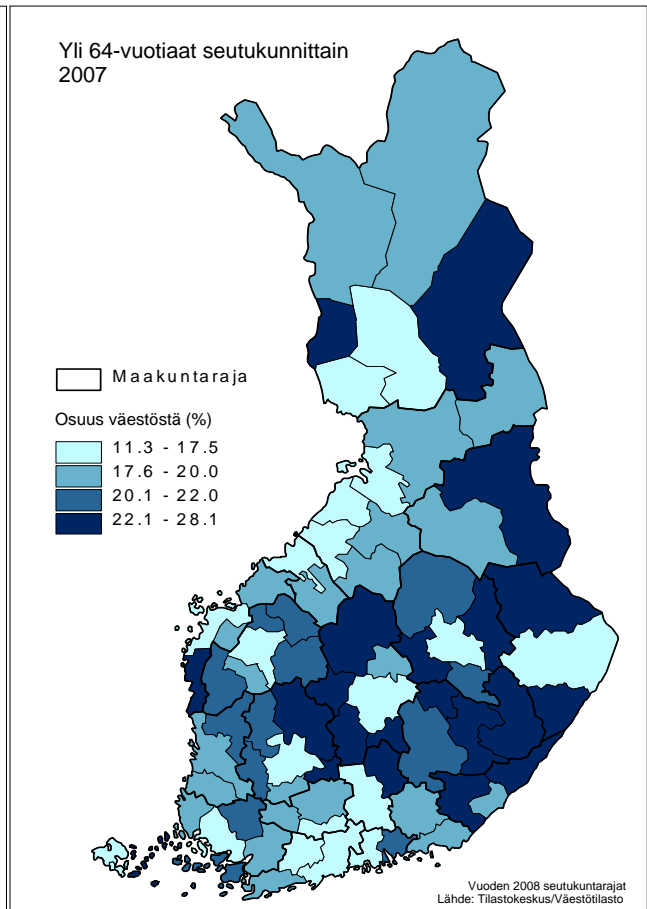 Yli 64-vuotiaat seutukunnittain
2007
Maakuntaraja
Osuus väestöstä (%)
11.3 - 17.5
17.6 - 20.0
20.1 - 22.0
22.1 - 28.1
Vuoden 2008 seutukuntarajat
Lähde: Tilastokeskus/Väestötilasto